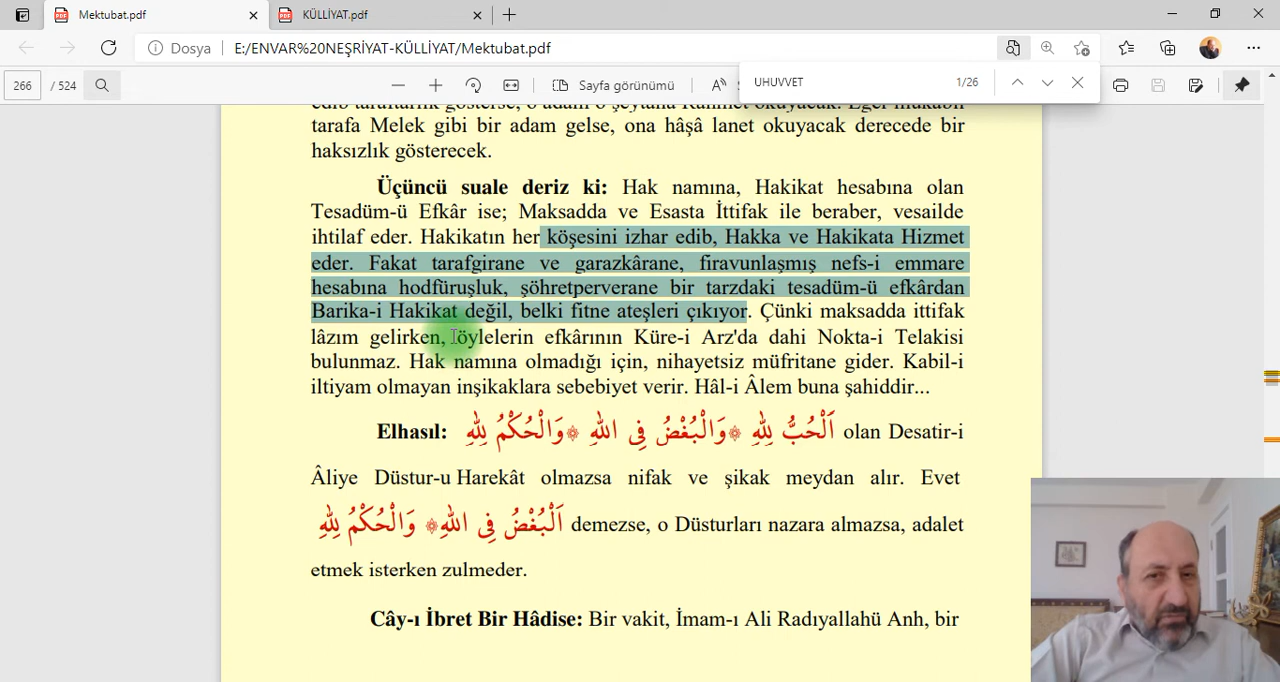 Mektubat.pdf
KÜLLİYAT.pdf
Dosya
E:/ENVAR%20NEŞRİYAT-KÜLLİYAT/Mektubat.pdf
266 / 524
Sayfa görünümü
UHUVVET 1/26
tarafa Melek gibi bir adam gelse, ona hâşâ lanet okuyacak derecede bir
haksızlık gösterecek.
Üçüncü suale deriz ki: Hak namına, Hakikat hesabına olan
Tesadüm-ü Efkâr ise; Maksadda ve Esasta İttifak ile beraber, vesailde
ihtilaf eder. Hakikatın her köşesini izhar edib, Hakka ve Hakikata Hizmet
eder. Fakat tarafgirane ve garazkârane, firavunlaşmış nefs-i emmare
hesabına hodfüruşluk, şöhretperverane bir tarzdaki tesadüm-ü efkârdan
Barika-i Hakikat değil, belki fitne ateşleri çıkıyor. Çünki maksadda ittifak
lâzım gelirken, öylelerin efkârının Küre-i Arz'da dahi Nokta-i Telakisi
bulunmaz. Hak namına olmadığı için, nihayetsiz müfritane gider. Kabil-i
iltiyam olmayan inşikaklara sebebiyet verir. Hâl-i Âlem buna şahiddir...
Elhasıl: اَلْحُبُّ لِلّٰهِ ۞ وَالْبُغْضُ فِى اللّٰهِ ۞ وَالْحُكْمُ لِلّٰهِ olan Desatir-i
Âliye Düstur-u Harekât olmazsa nifak ve şikak meydan alır. Evet
اَلْبُغْضُ فِى اللّٰهِ ۞ وَالْحُكْمُ لِلّٰهِ demezse, o Düsturları nazara almazsa, adalet
etmek isterken zulmeder.
Cây-ı İbret Bir Hâdise: Bir vakit, İmam-ı Ali Radıyallahü Anh, bir